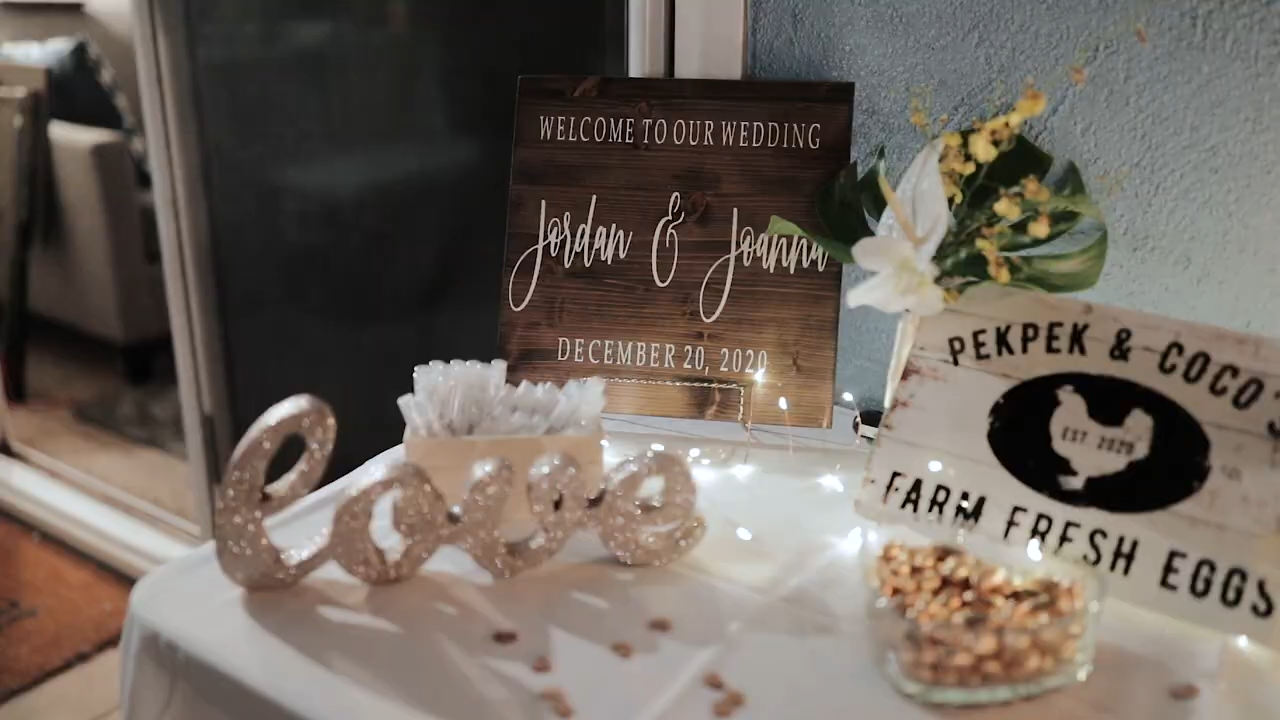 WELCOME TO OUR WEDDING
Jordan & Joanna
DECEMBER 20, 2020
love
PEKPEK & COCO'S
EST 2020
FARM FRESH EGGS